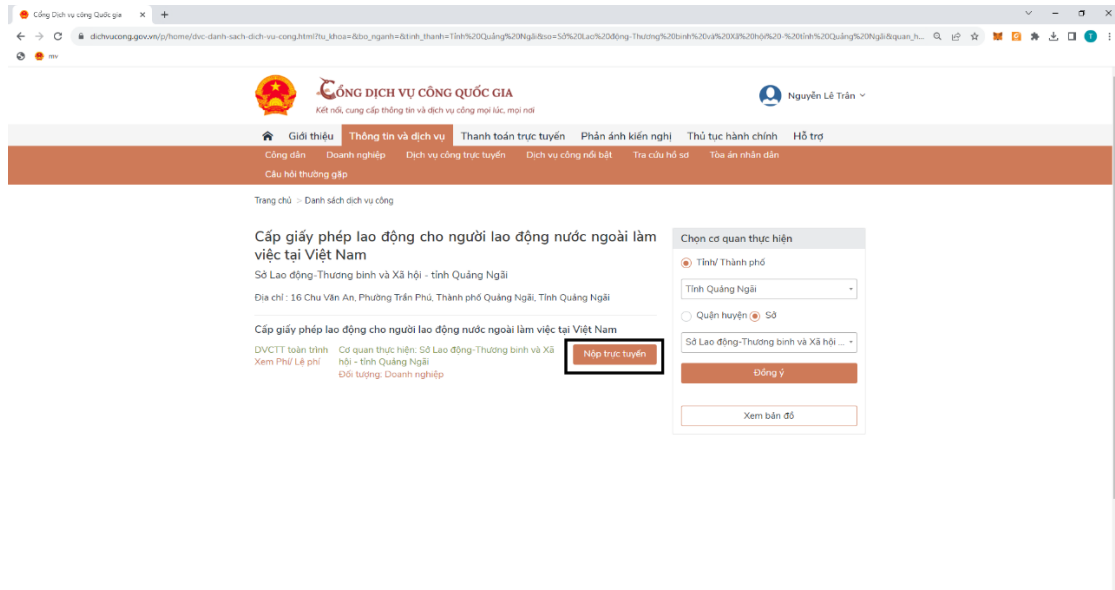 Cổng Dịch vụ công Quốc gia
dichvucong.gov.vn/p/home/dvc-danh-sach-dich-vu-cong.html?tu_khoa=&bo_nganh=&tinh_thanh=Tỉnh%20Quảng%20Ngãi&so=Sở%20Lao%20động-Thương%20binh%20và%20Xã%20hội%20-%20tỉnh%20Quảng%20Ngãi&quan_h...
CỔNG DỊCH VỤ CÔNG QUỐC GIA
Kết nối, cung cấp thông tin và dịch vụ công mọi lúc, mọi nơi
Nguyễn Lê Trân
Giới thiệu Thông tin và dịch vụ Thanh toán trực tuyến Phản ánh kiến nghị Thủ tục hành chính Hỗ trợ
Công dân Doanh nghiệp Dịch vụ công trực tuyến Dịch vụ công nổi bật Tra cứu hồ sơ Tòa án nhân dân
Câu hỏi thường gặp
Trang chủ > Danh sách dịch vụ công
Cấp giấy phép lao động cho người lao động nước ngoài làm
việc tại Việt Nam
Sở Lao động-Thương binh và Xã hội - tỉnh Quảng Ngãi
Địa chỉ : 16 Chu Văn An, Phường Trần Phú, Thành phố Quảng Ngãi, Tỉnh Quảng Ngãi
Cấp giấy phép lao động cho người lao động nước ngoài làm việc tại Việt Nam
DVCTT toàn trình
Xem Phí/ Lệ phí
Cơ quan thực hiện: Sở Lao động-Thương binh và Xã
hội - tỉnh Quảng Ngãi
Đối tượng: Doanh nghiệp
Nộp trực tuyến
Chọn cơ quan thực hiện
Tỉnh/ Thành phố
Tỉnh Quảng Ngãi
Quận huyện Sở
Sở Lao động-Thương binh và Xã hội ...
Đồng ý
Xem bản đồ